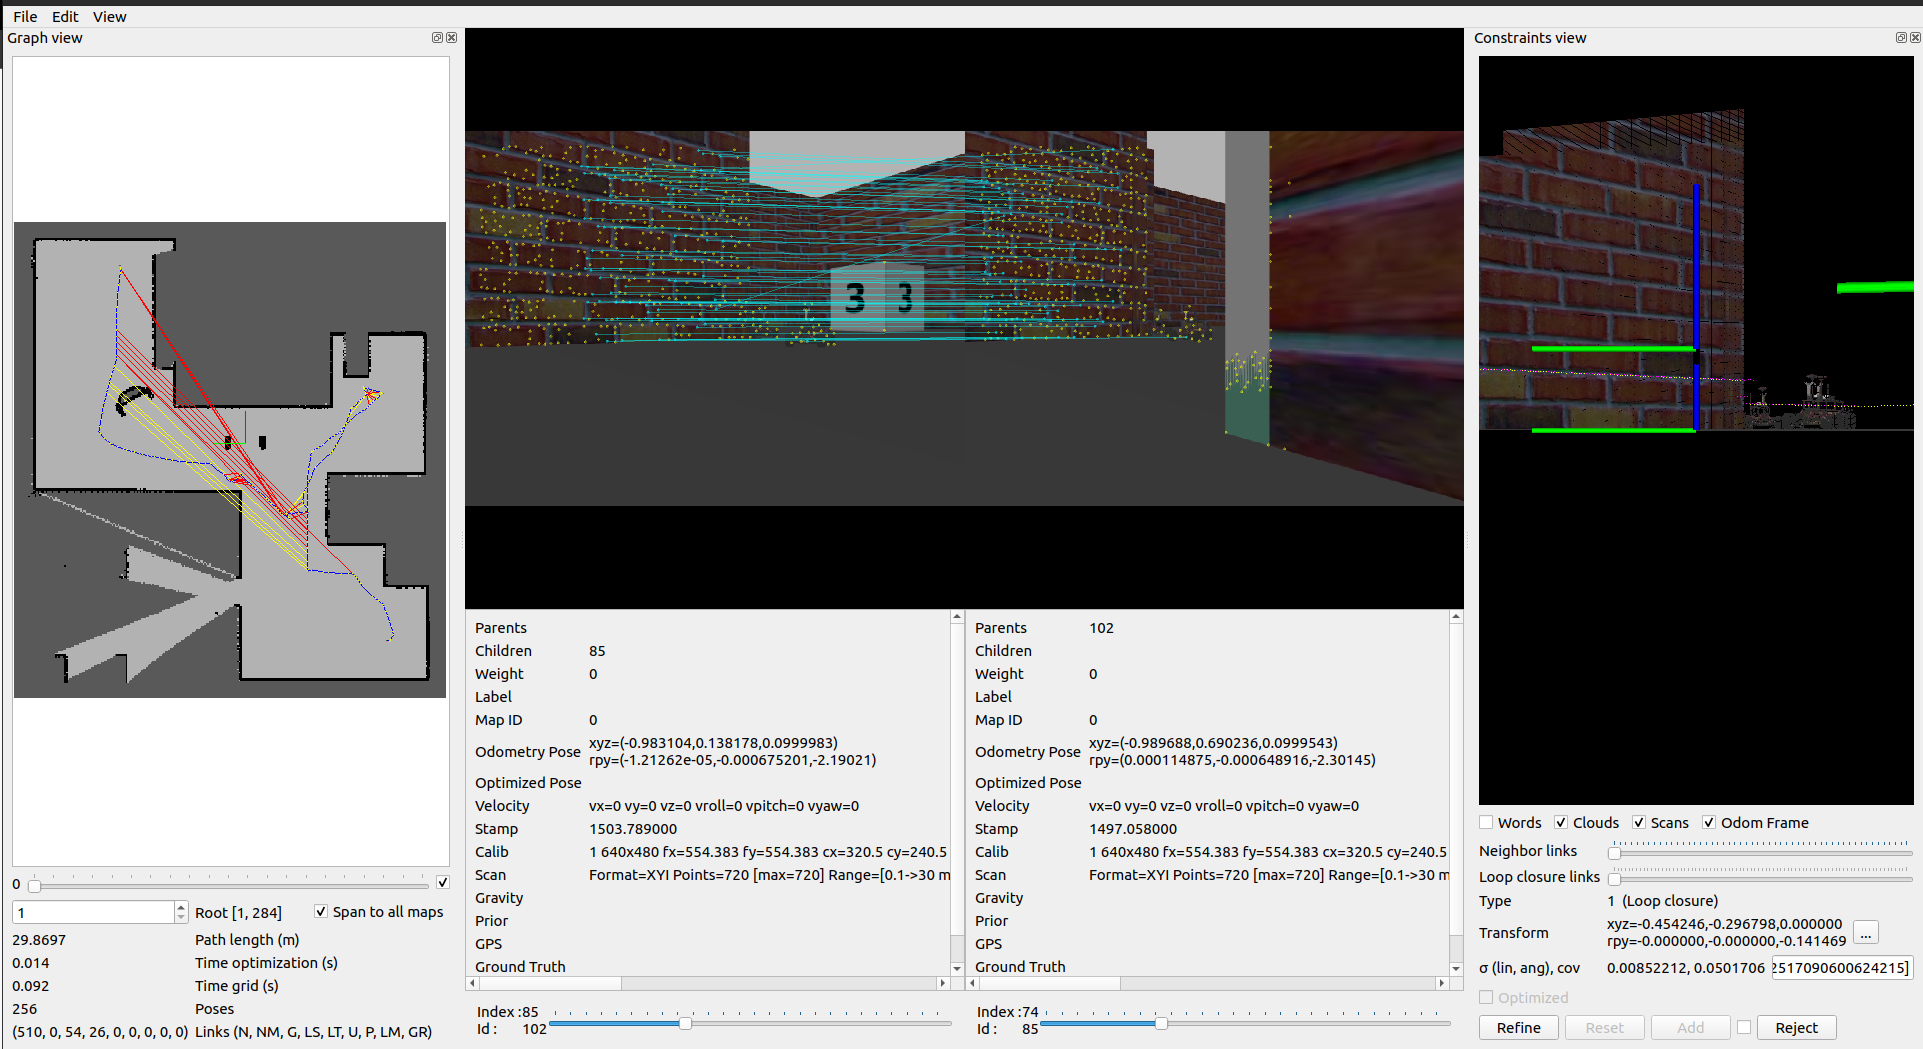 File Edit View
Graph view
Constraints view
3 3
0
1 Root [1, 284] Span to all maps
29.8697 Path length (m)
0.014 Time optimization (s)
0.092 Time grid (s)
256 Poses
(510, 0, 54, 26, 0, 0, 0, 0, 0) Links (N, NM, G, LS, LT, U, P, LM, GR)
Parents
Children 85
Weight 0
Label
Map ID 0
Odometry Pose xyz=(-0.983104,0.138178,0.0999983)
rpy=(-1.21262e-05,-0.000675201,-2.19021)
Optimized Pose
Velocity vx=0 vy=0 vz=0 vroll=0 vpitch=0 vyaw=0
Stamp 1503.789000
Calib 1 640x480 fx=554.383 fy=554.383 cx=320.5 cy=240.5
Scan Format=XYI Points=720 [max=720] Range=[0.1->30 m
Gravity
Prior
GPS
Ground Truth
Index :85
Id : 102
Parents 102
Children
Weight 0
Label
Map ID 0
Odometry Pose xyz=(-0.989688,0.690236,0.0999543)
rpy=(0.000114875,-0.000648916,-2.30145)
Optimized Pose
Velocity vx=0 vy=0 vz=0 vroll=0 vpitch=0 vyaw=0
Stamp 1497.058000
Calib 1 640x480 fx=554.383 fy=554.383 cx=320.5 cy=240.5
Scan Format=XYI Points=720 [max=720] Range=[0.1->30 m
Gravity
Prior
GPS
Ground Truth
Index :74
Id : 85
Words Clouds Scans Odom Frame
Neighbor links
Loop closure links
Type 1 (Loop closure)
Transform xyz=-0.454246,-0.296798,0.000000
rpy=-0.000000,-0.000000,-0.141469 ...
σ (lin, ang), cov 0.00852212, 0.0501706 2517090600624215]
Optimized
Refine Reset Add Reject